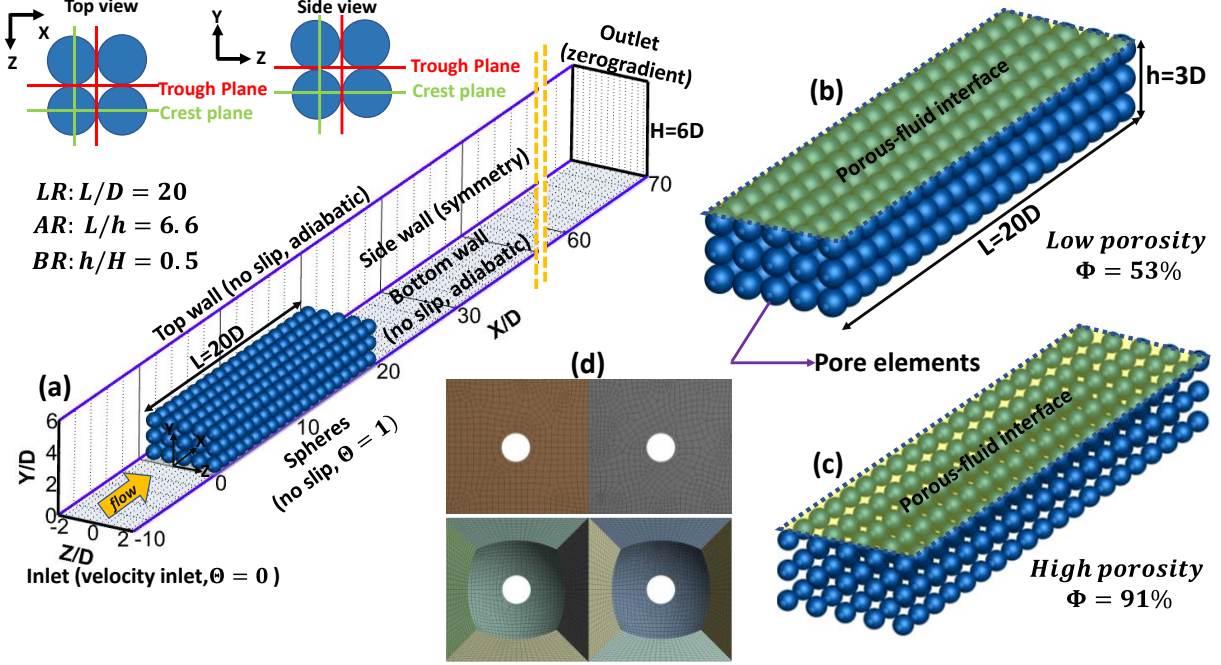 Top view
X
Z
Trough Plane
Crest plane
Side view
Y
Z
Trough Plane
Crest plane
LR: L/D = 20
AR: L/h = 6.6
BR: h/H = 0.5
(a)
Top wall (no slip, adiabatic)
Side wall (symmetry)
Bottom wall
(no slip, adiabatic)
Outlet
(zerogradient)
H=6D
L=20D
Y
X
Z
flow
6
4
2
0
Y/D
-2
0
2
Z/D
-10
0
10
20
30
60
70
X/D
Spheres
(no slip, Θ = 1)
Inlet (velocity inlet,Θ = 0 )
(b)
Porous-fluid interface
h=3D
L=20D
Low porosity
Φ = 53%
Pore elements
(c)
Porous-fluid interface
High porosity
Φ = 91%
(d)